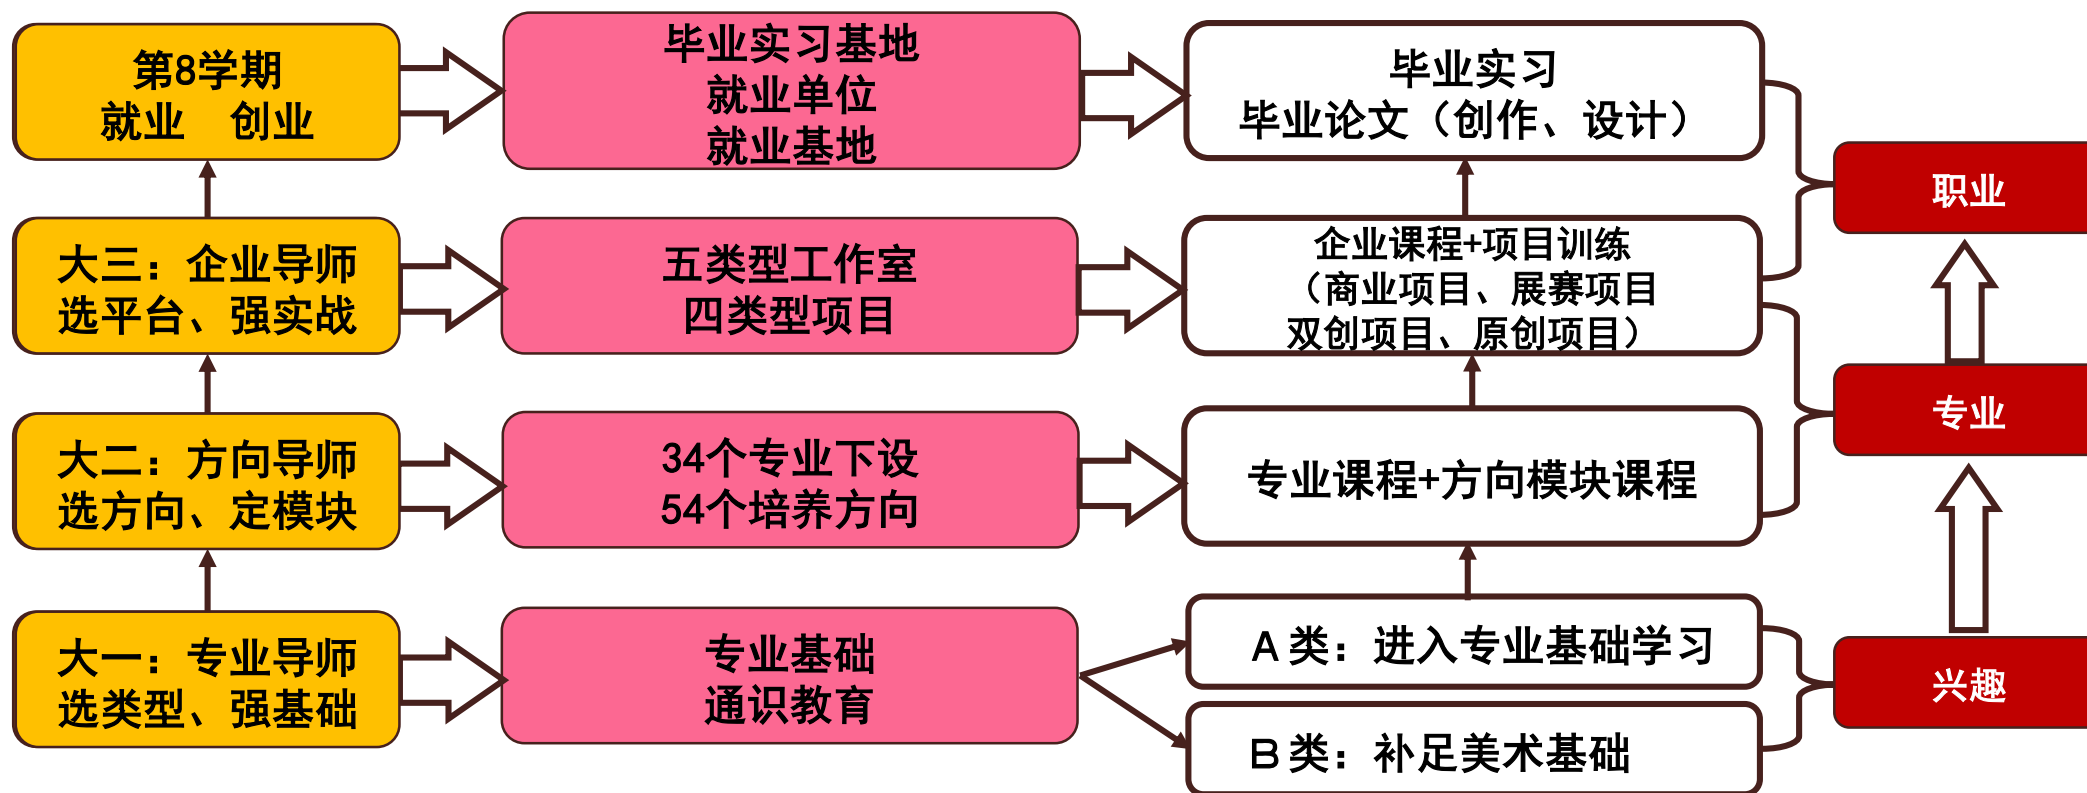 第8学期
就业 创业
毕业实习基地
就业单位
就业基地
毕业实习
毕业论文（创作、设计）
职业
大三：企业导师
选平台、强实战
五类型工作室
四类型项目
企业课程+项目训练
（商业项目、展赛项目
双创项目、原创项目）
专业
大二：方向导师
选方向、定模块
34个专业下设
54个培养方向
专业课程+方向模块课程
大一：专业导师
选类型、强基础
专业基础
通识教育
A类：进入专业基础学习
B类：补足美术基础
兴趣